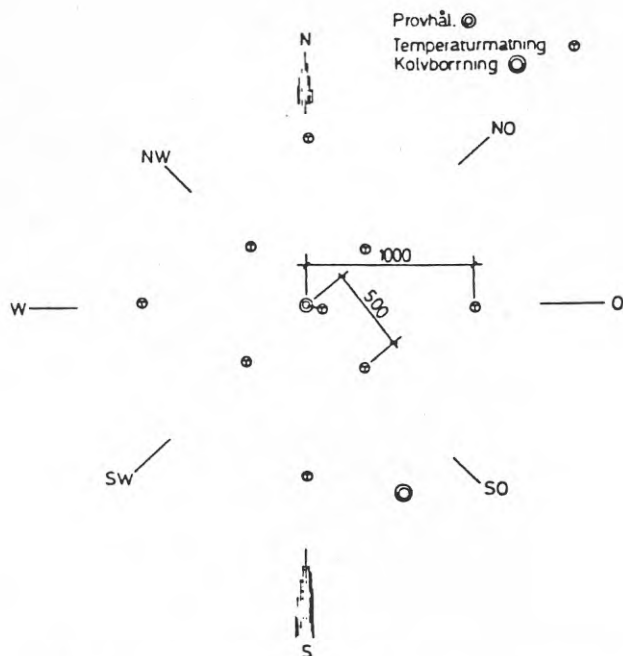 Provhål.
Temperaturmätning
Kolvborrning
N
NO
NW
1000
500
W
O
SW
SO
S